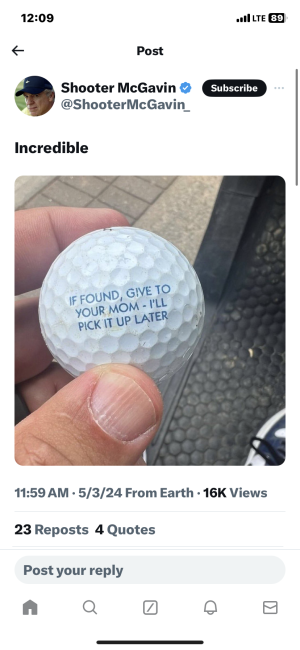 12:09
LTE 89
Post
Shooter McGavin
Subscribe
@ShooterMcGavin_
Incredible
IF FOUND, GIVE TO
YOUR MOM - I'LL
PICK IT UP LATER
11:59 AM · 5/3/24 From Earth · 16K Views
23 Reposts 4 Quotes
Post your reply